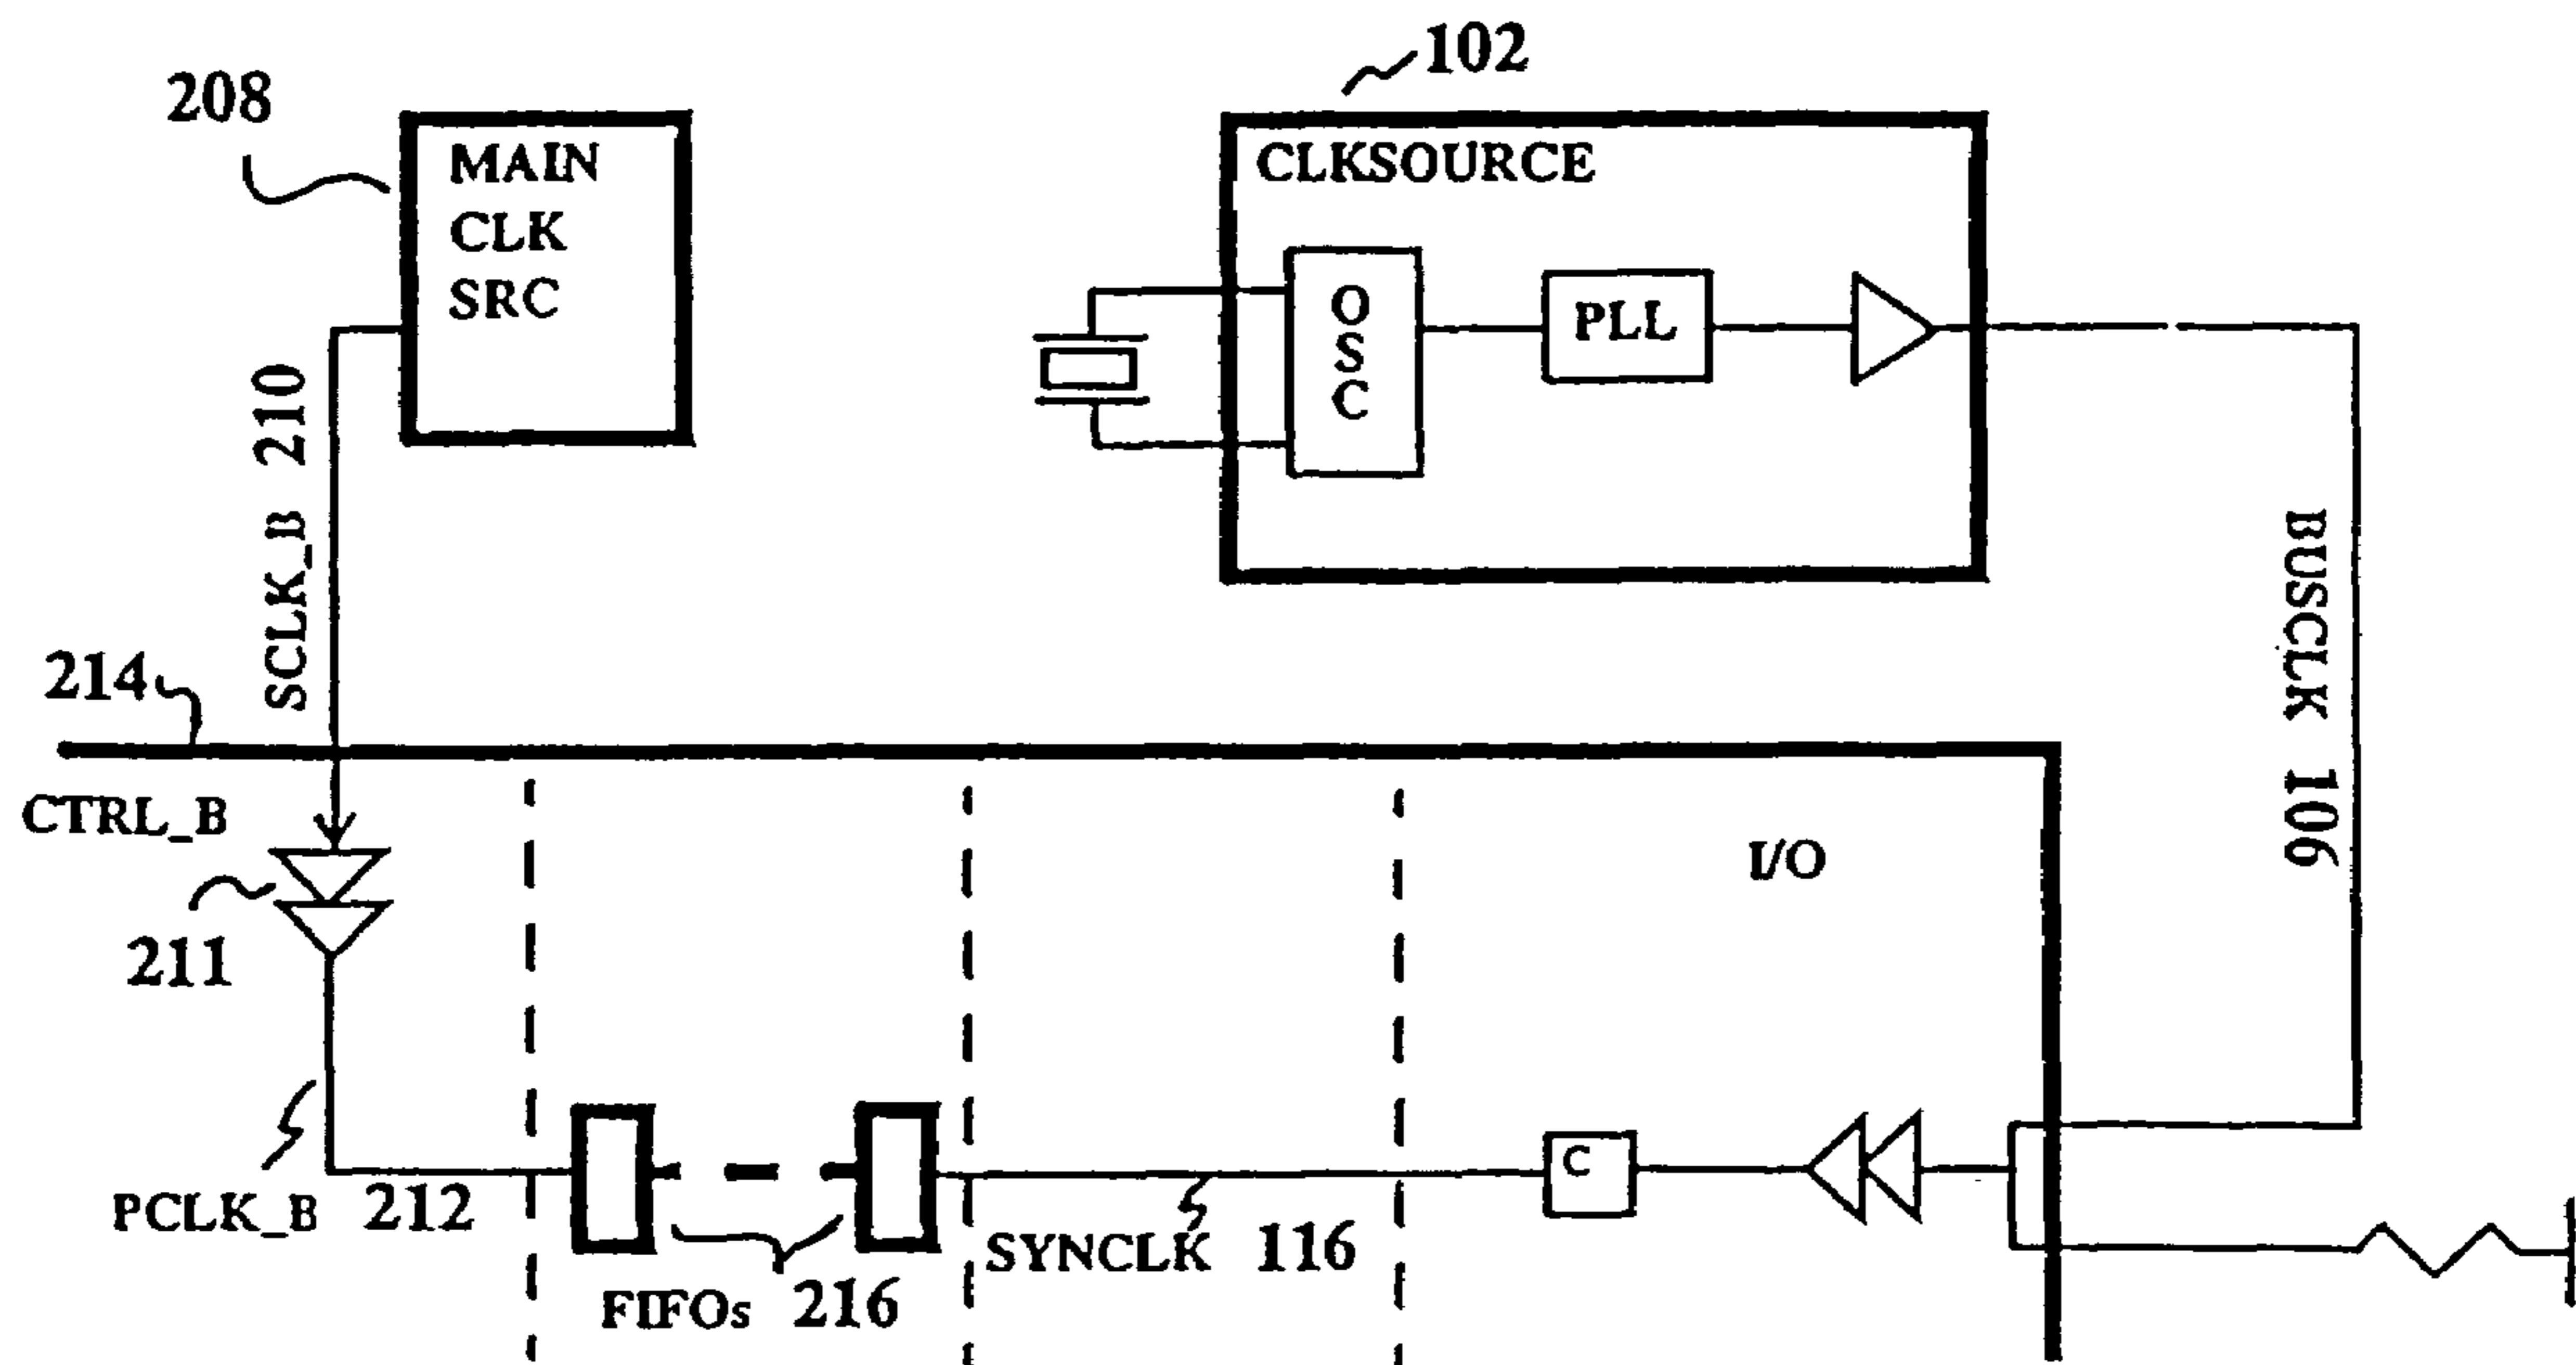 102
208
MAIN
CLK
SRC
CLKSOURCE
OSC
PLL
SCLK_B 210
BUSCLK 106
214
CTRL_B
I/O
211
C
PCLK_B 212
SYNCLK 116
FIFOs 216